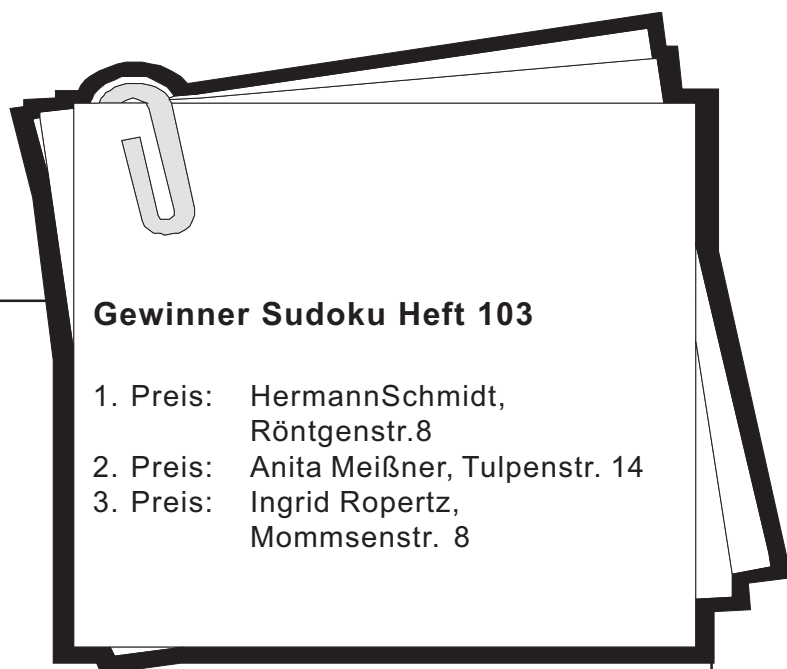 Gewinner Sudoku Heft 103
1. Preis: HermannSchmidt,
Röntgenstr.8
2. Preis: Anita Meißner, Tulpenstr. 14
3. Preis: Ingrid Ropertz,
Mommsenstr. 8